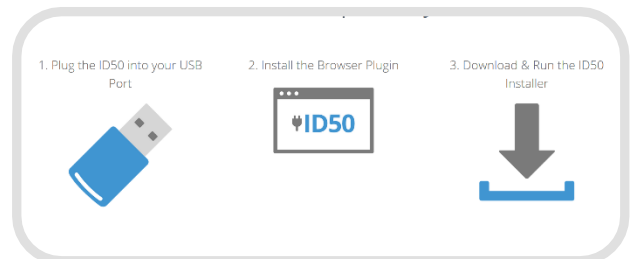 1. Plug the ID50 into your USB
Port
2. Install the Browser Plugin
ID50
3. Download & Run the ID50
Installer